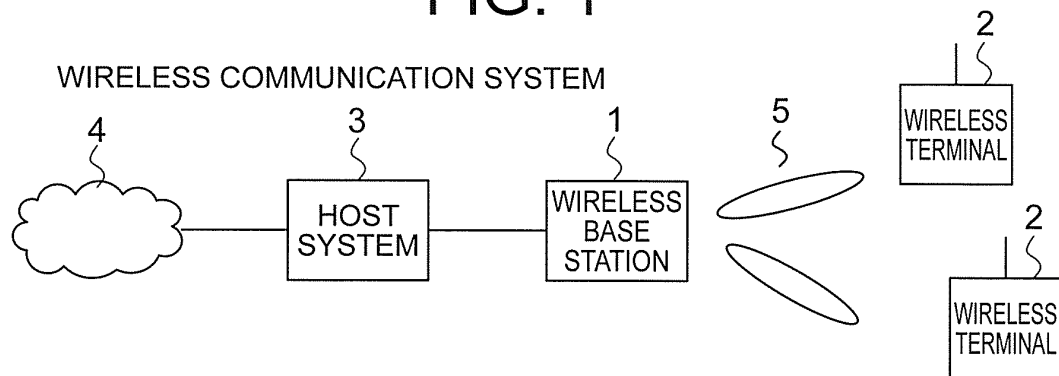 FIG. 1
WIRELESS COMMUNICATION SYSTEM
4
3
1
5
2
HOST
SYSTEM
WIRELESS
BASE
STATION
WIRELESS
TERMINAL
2
WIRELESS
TERMINAL